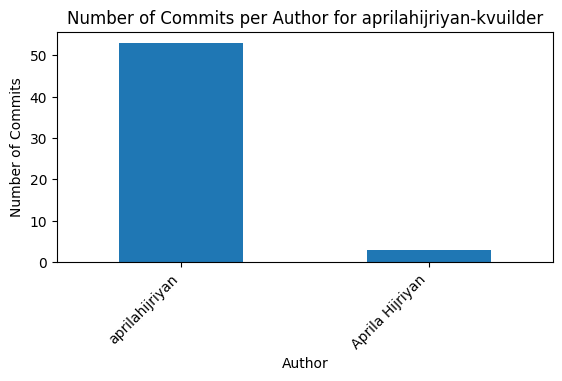 Number of Commits per Author for aprilahijriyan-kvuilder
Number of Commits
50
40
30
20
10
0
aprilahijriyan
Aprila Hijriyan
Author